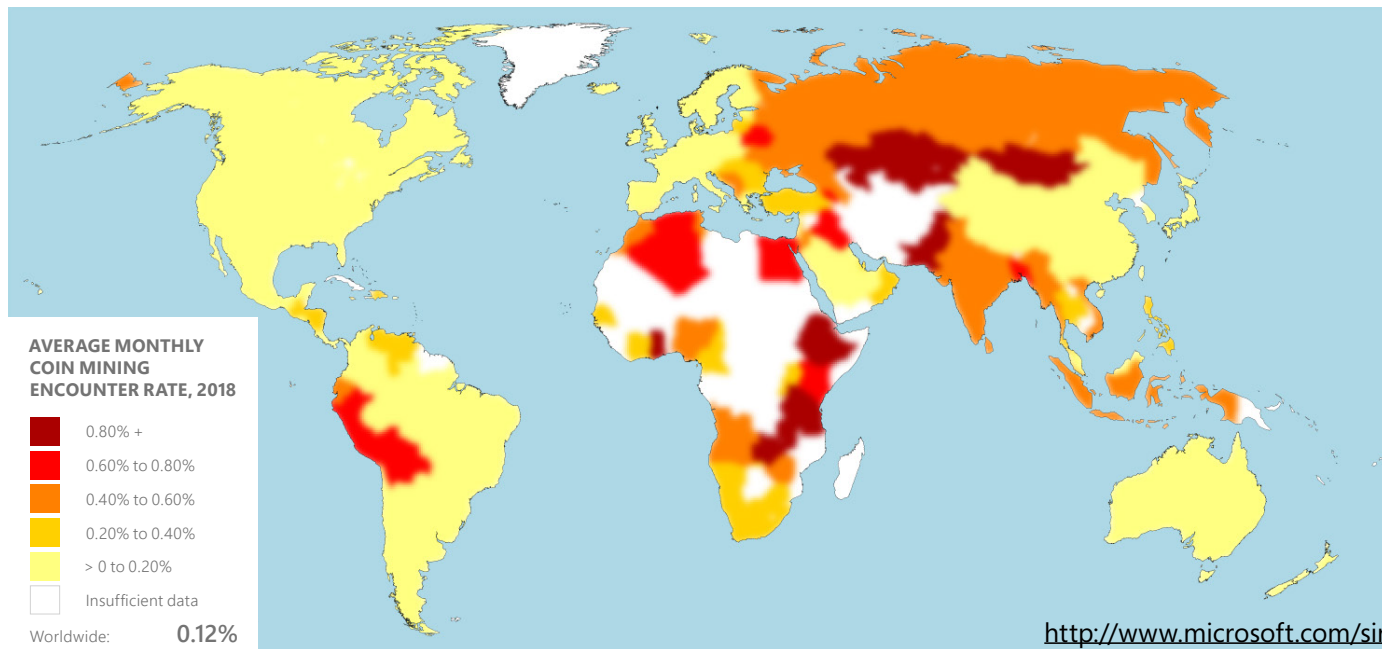 AVERAGE MONTHLY
COIN MINING
ENCOUNTER RATE, 2018
0.80% +
0.60% to 0.80%
0.40% to 0.60%
0.20% to 0.40%
> 0 to 0.20%
Insufficient data
Worldwide: 0.12%
http://www.microsoft.com/sir